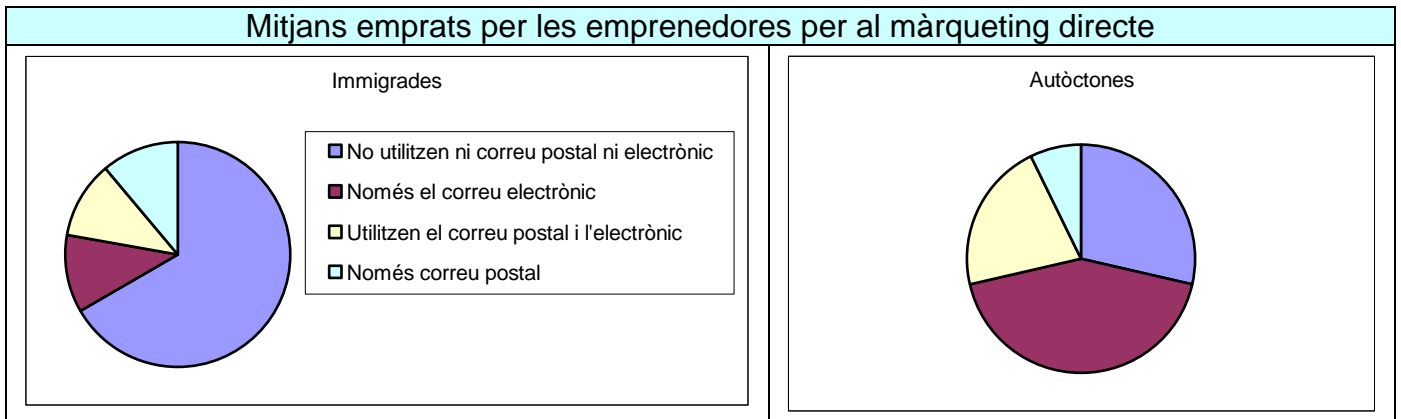 Mitjans emprats per les emprenedores per al màrqueting directe
Immigrades
No utilitzen ni correu postal ni electrònic
Només el correu electrònic
Utilitzen el correu postal i l'electrònic
Només correu postal
Autòctones